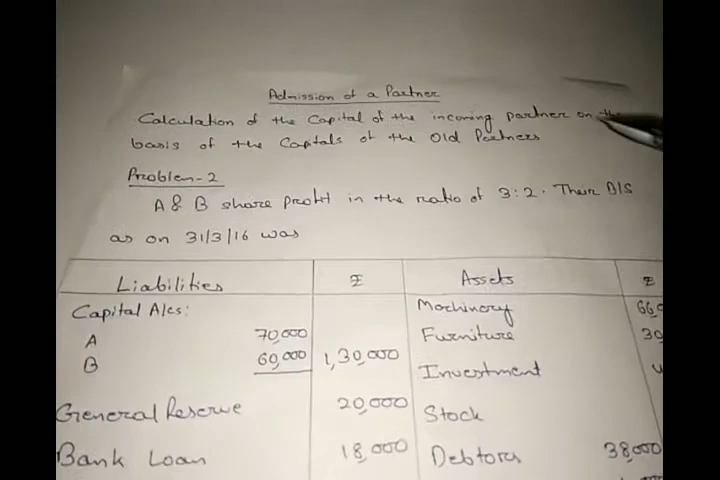 Admission of a Partner
Calculation of the Capital of the incoming partner on the
basis of the Capitals of the Old Partners
Problem-2
A & B share profit in the ratio of 3:2. Their B/S
as on 31/3/16 was
Liabilities ₹ Assets ₹
Capital A/cs: Machinery
A 70,000 Furniture
B 60,000 1,30,000 Investment
General Reserve 20,000 Stock
Bank Loan 18,000 Debtors 38,000